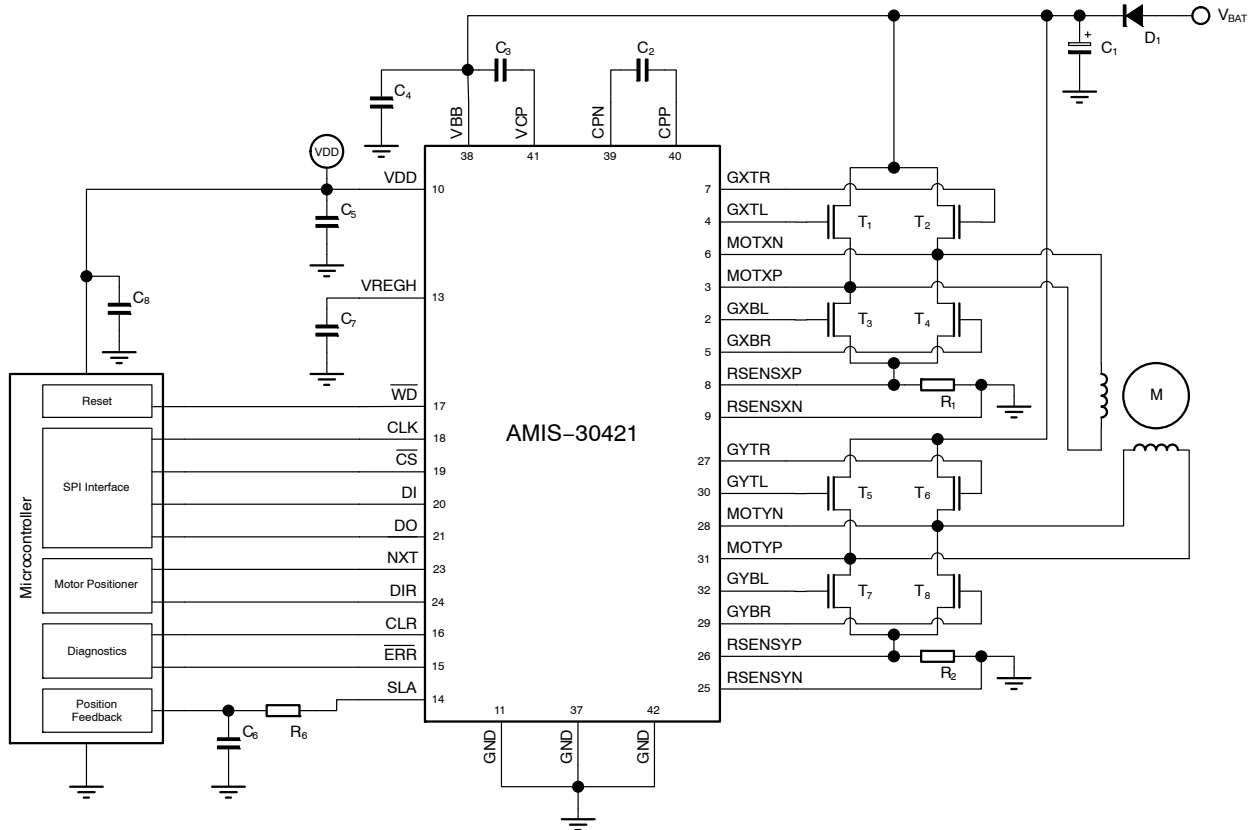 C3
C2
C4
C1
D1
VBAT
VBB
VCP
CPN
CPP
38
41
39
40
VDD
VDD
10
C5
C8
VREGH
13
C7
7
GXTR
4
GXTL
T1
T2
6
MOTXN
3
MOTXP
2
GXBL
T3
T4
5
GXBR
8
RSENSXP
R1
9
RSENSXN
M
AMIS−30421
27
GYTR
30
GYTL
T5
T6
28
MOTYN
31
MOTYP
32
GYBL
T7
T8
29
GYBR
26
RSENSYP
R2
25
RSENSYN
Microcontroller
Reset
WD
17
SPI Interface
CLK
18
CS
19
DI
20
DO
21
Motor Positioner
NXT
23
DIR
24
Diagnostics
CLR
16
ERR
15
Position
Feedback
SLA
14
C6
R6
11
37
42
GND
GND
GND